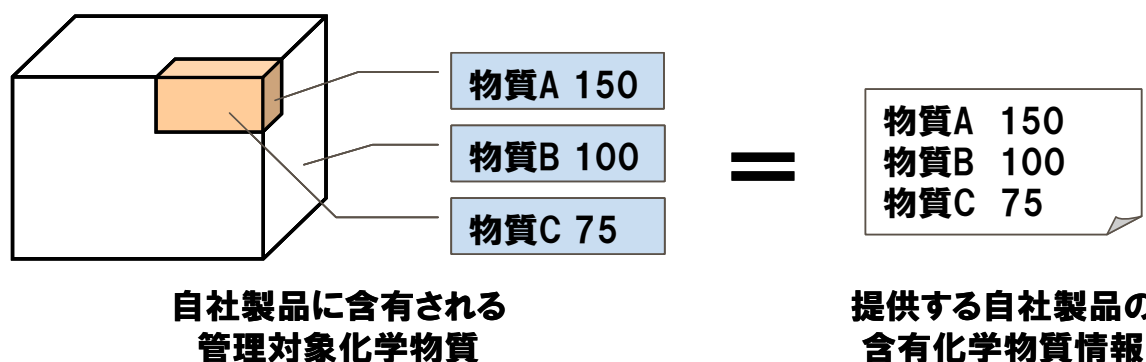 物質A 150
物質B 100
物質C 75
＝
物質A 150
物質B 100
物質C 75
自社製品に含有される
管理対象化学物質
提供する自社製品の
含有化学物質情報